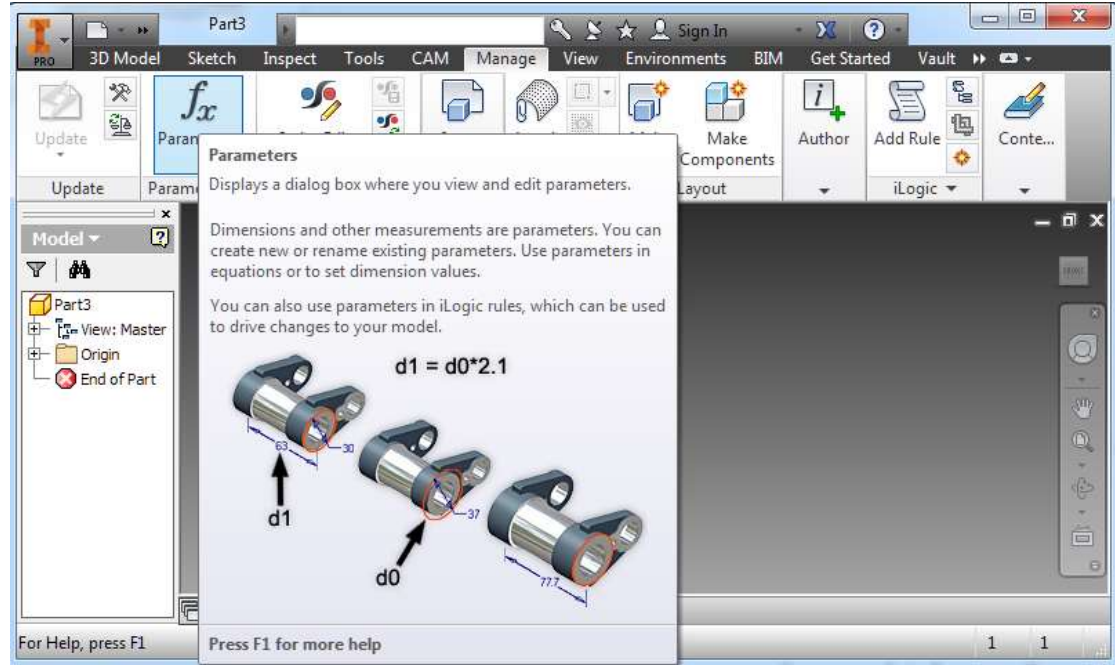 Part3
Sign In
PRO
3D Model Sketch Inspect Tools CAM Manage View Environments BIM Get Started Vault
fx
i
Update
Make
Components
Author
Add Rule
Conte...
Update
Layout
iLogic
Parameters
Displays a dialog box where you view and edit parameters.
Dimensions and other measurements are parameters. You can
create new or rename existing parameters. Use parameters in
equations or to set dimension values.
You can also use parameters in iLogic rules, which can be used
to drive changes to your model.
d1 = d0*2.1
63
30
d1
37
d0
77.7
Press F1 for more help
Model
Part3
View: Master
Origin
End of Part
For Help, press F1
1 1